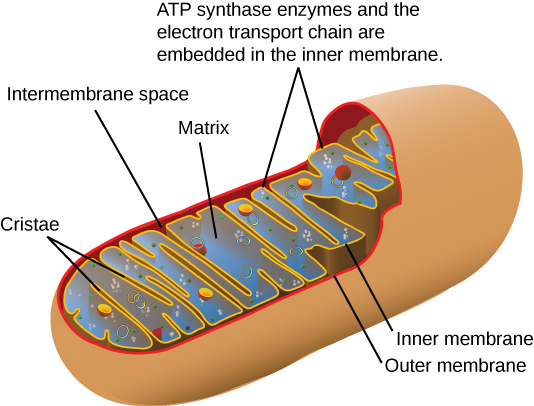 ATP synthase enzymes and the
electron transport chain are
embedded in the inner membrane.
Intermembrane space
Matrix
Cristae
Inner membrane
Outer membrane